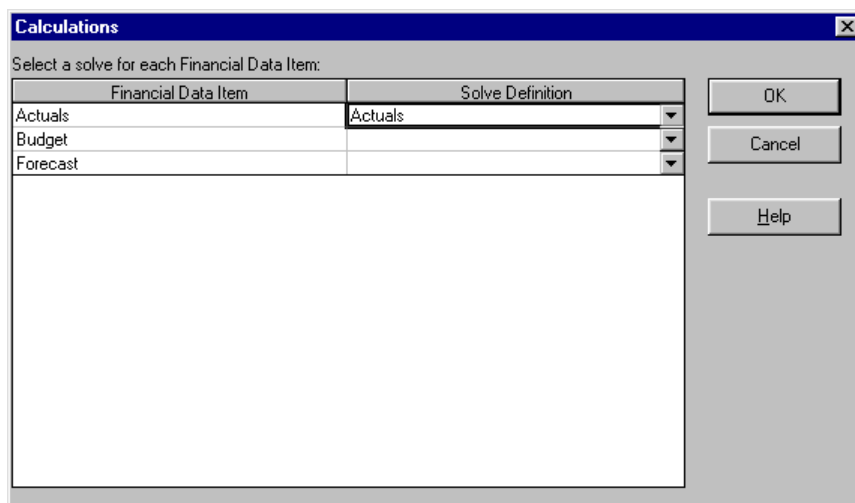 Calculations
Select a solve for each Financial Data Item:
Financial Data Item Solve Definition
Actuals Actuals
Budget
Forecast
OK
Cancel
Help